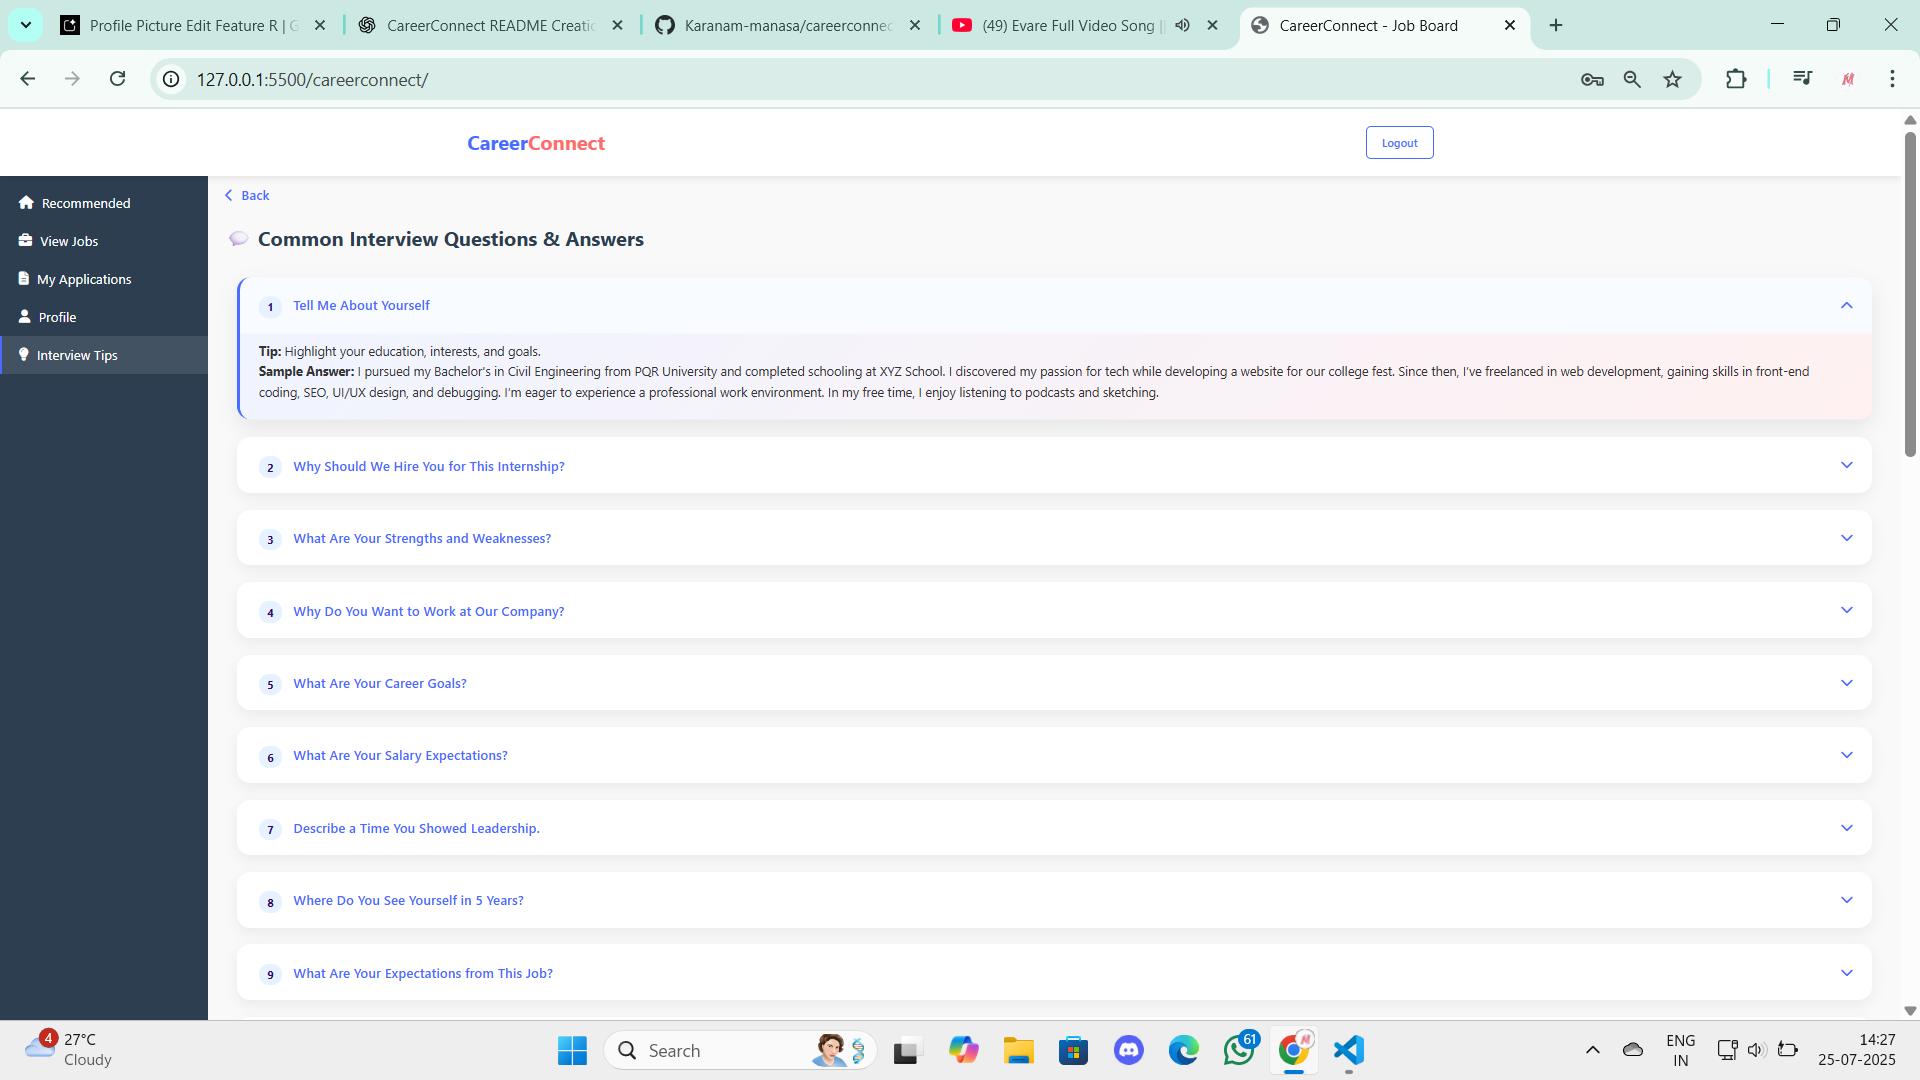 Profile Picture Edit Feature R | G
CareerConnect README Creatic
Karanam-manasa/careerconnec
(49) Evare Full Video Song ||
CareerConnect - Job Board
127.0.0.1:5500/careerconnect/
CareerConnect
Logout
Recommended
View Jobs
My Applications
Profile
Interview Tips
Back
Common Interview Questions & Answers
1 Tell Me About Yourself
Tip: Highlight your education, interests, and goals.
Sample Answer: I pursued my Bachelor's in Civil Engineering from PQR University and completed schooling at XYZ School. I discovered my passion for tech while developing a website for our college fest. Since then, I've freelanced in web development, gaining skills in front-end
coding, SEO, UI/UX design, and debugging. I'm eager to experience a professional work environment. In my free time, I enjoy listening to podcasts and sketching.
2 Why Should We Hire You for This Internship?
3 What Are Your Strengths and Weaknesses?
4 Why Do You Want to Work at Our Company?
5 What Are Your Career Goals?
6 What Are Your Salary Expectations?
7 Describe a Time You Showed Leadership.
8 Where Do You See Yourself in 5 Years?
9 What Are Your Expectations from This Job?
4
27°C
Cloudy
Search
61
ENG
IN
14:27
25-07-2025